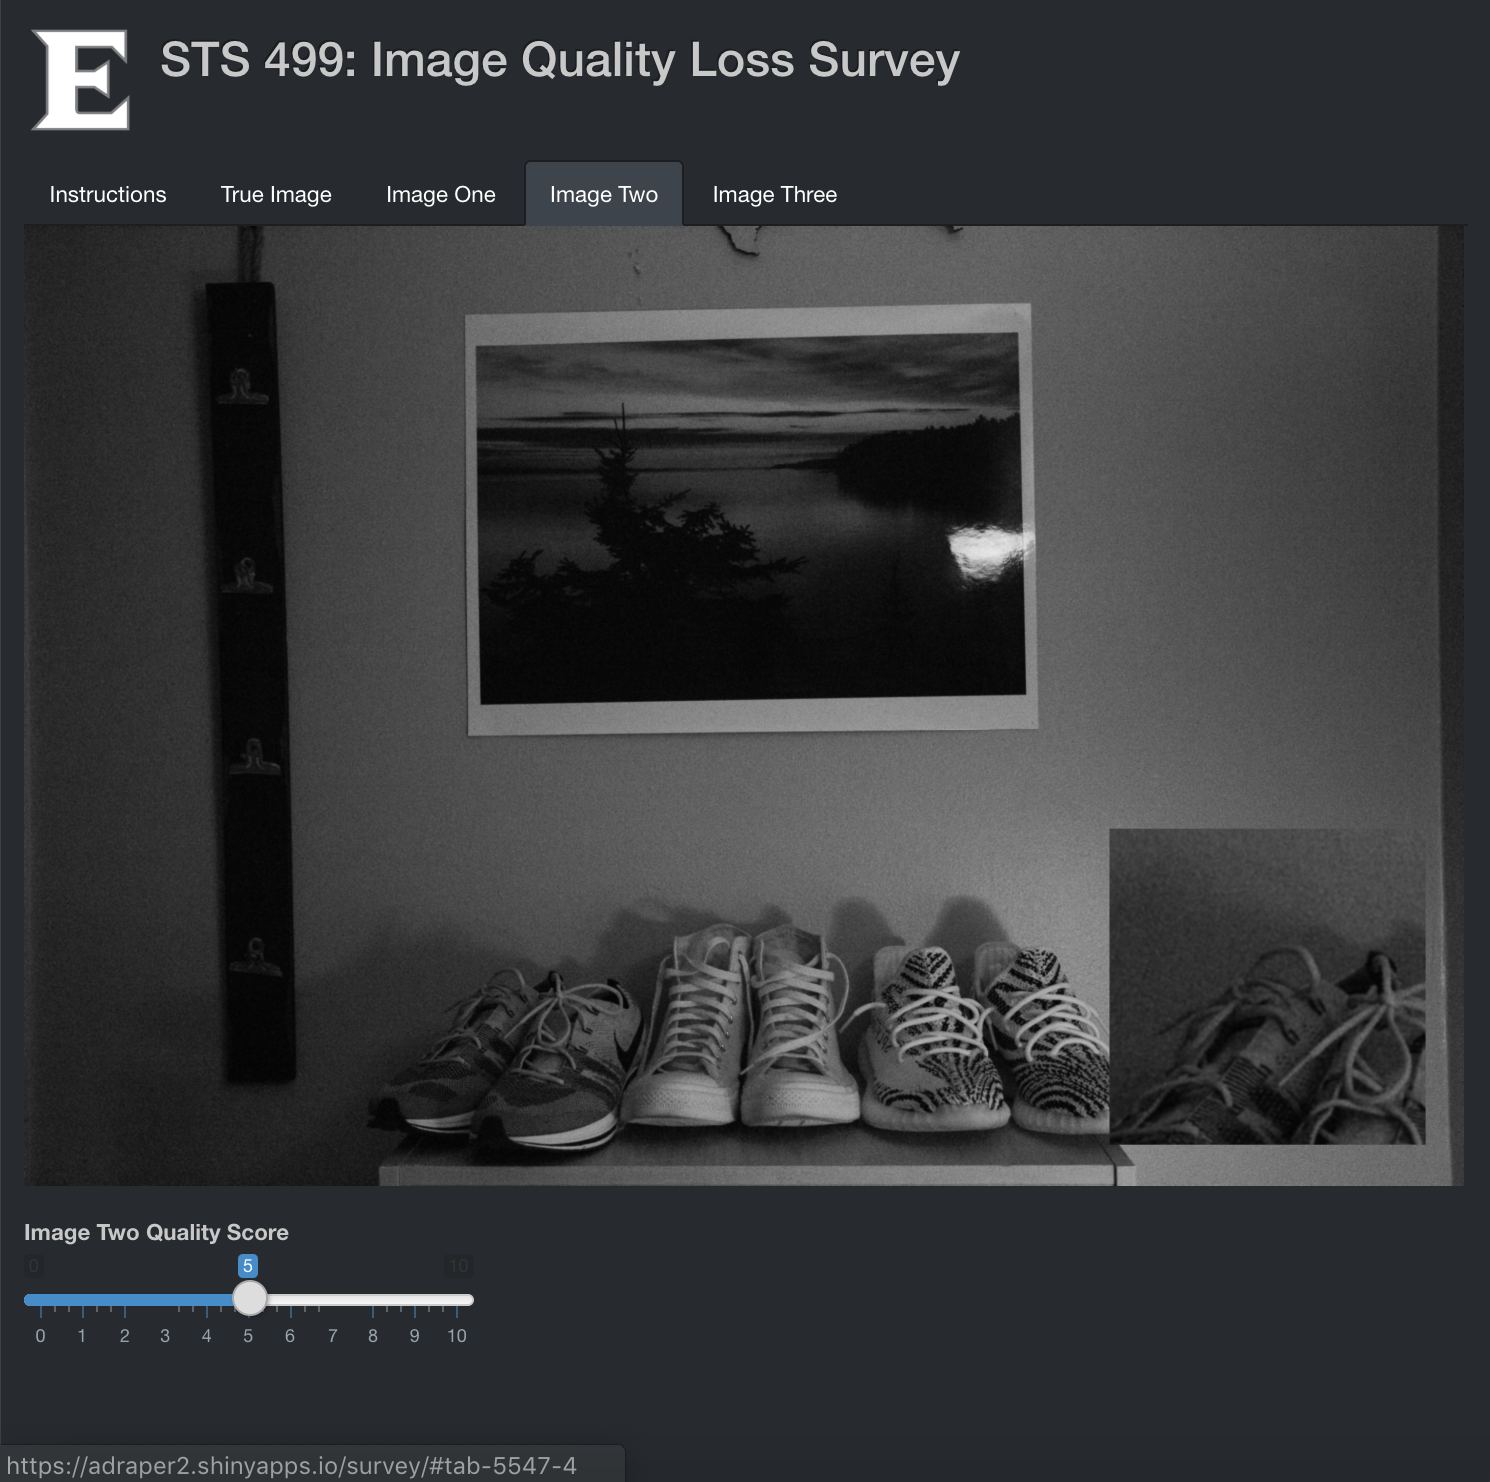 E
STS 499: Image Quality Loss Survey
Instructions True Image Image One Image Two Image Three
Image Two Quality Score
0 5 10
0 1 2 3 4 5 6 7 8 9 10
https://adraper2.shinyapps.io/survey/#tab-5547-4